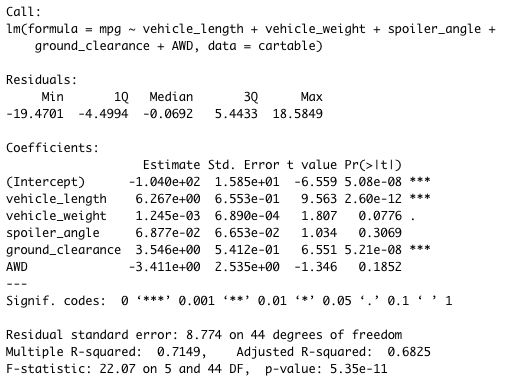 Call:
lm(formula = mpg ~ vehicle_length + vehicle_weight + spoiler_angle +
    ground_clearance + AWD, data = cartable)

Residuals:
     Min       1Q   Median       3Q      Max
-19.4701  -4.4994  -0.0692   5.4433  18.5849

Coefficients:
                   Estimate Std. Error t value Pr(>|t|)
(Intercept)      -1.040e+02  1.585e+01  -6.559 5.08e-08 ***
vehicle_length    6.267e+00  6.553e-01   9.563 2.60e-12 ***
vehicle_weight    1.245e-03  6.890e-04   1.807   0.0776 .
spoiler_angle     6.877e-02  6.653e-02   1.034   0.3069
ground_clearance  3.546e+00  5.412e-01   6.551 5.21e-08 ***
AWD              -3.411e+00  2.535e+00  -1.346   0.1852
---
Signif. codes:  0 ‘***’ 0.001 ‘**’ 0.01 ‘*’ 0.05 ‘.’ 0.1 ‘ ’ 1

Residual standard error: 8.774 on 44 degrees of freedom
Multiple R-squared:  0.7149,    Adjusted R-squared:  0.6825
F-statistic: 22.07 on 5 and 44 DF,  p-value: 5.35e-11